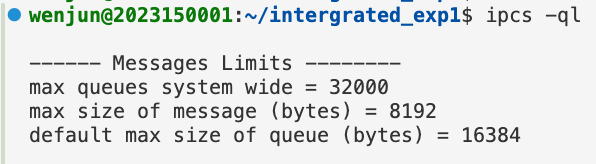 wenjun@2023150001:~/intergrated_exp1$ ipcs -ql
------ Messages Limits --------
max queues system wide = 32000
max size of message (bytes) = 8192
default max size of queue (bytes) = 16384